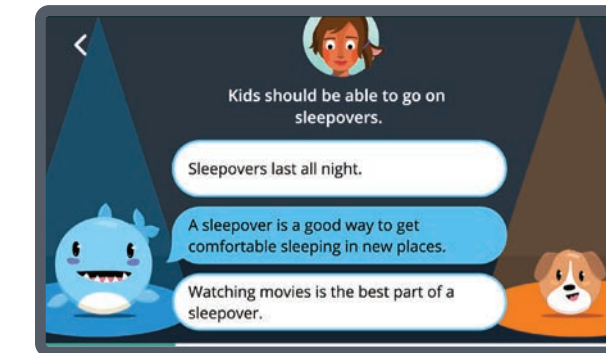 Kids should be able to go on
sleepovers.
Sleepovers last all night.
A sleepover is a good way to get
comfortable sleeping in new places.
Watching movies is the best part of a
sleepover.